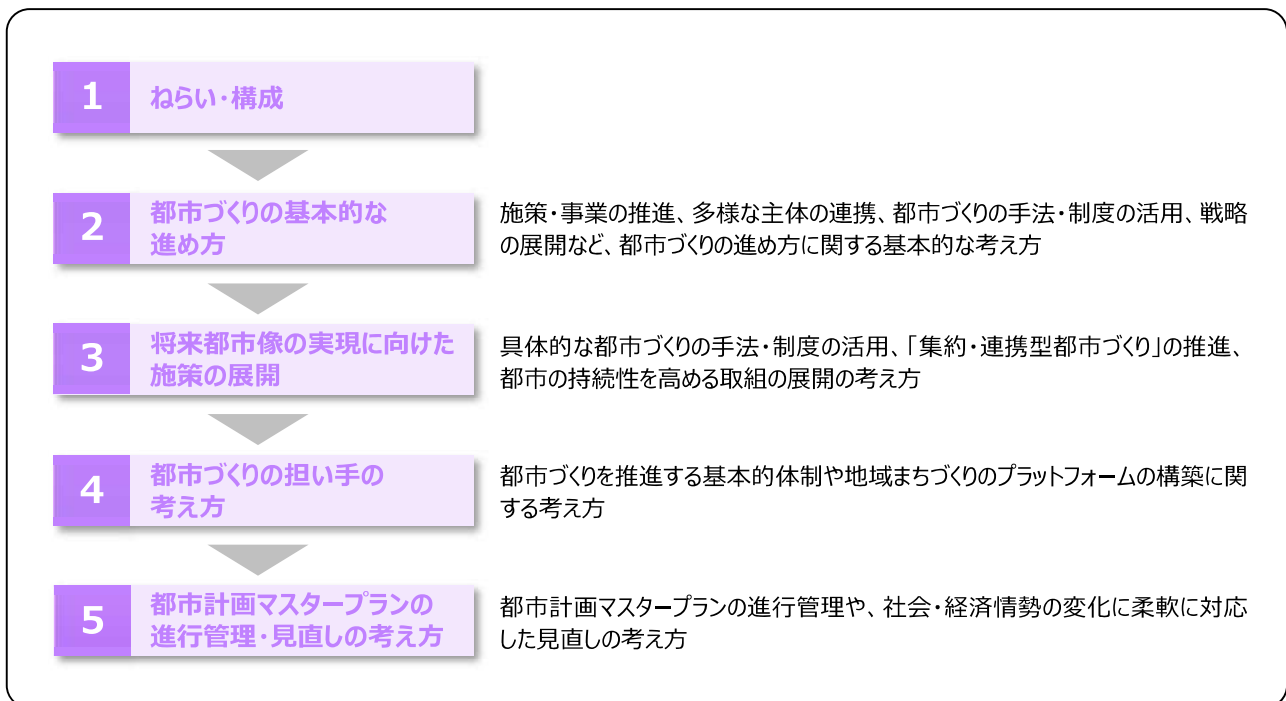 1
ねらい・構成
2
都市づくりの基本的な
進め方
施策・事業の推進、多様な主体の連携、都市づくりの手法・制度の活用、戦略
の展開など、都市づくりの進め方に関する基本的な考え方
3
将来都市像の実現に向けた
施策の展開
具体的な都市づくりの手法・制度の活用、「集約・連携型都市づくり」の推進、
都市の持続性を高める取組の展開の考え方
4
都市づくりの担い手の
考え方
都市づくりを推進する基本的体制や地域まちづくりのプラットフォームの構築に関
する考え方
5
都市計画マスタープランの
進行管理・見直しの考え方
都市計画マスタープランの進行管理や、社会・経済情勢の変化に柔軟に対応
した見直しの考え方